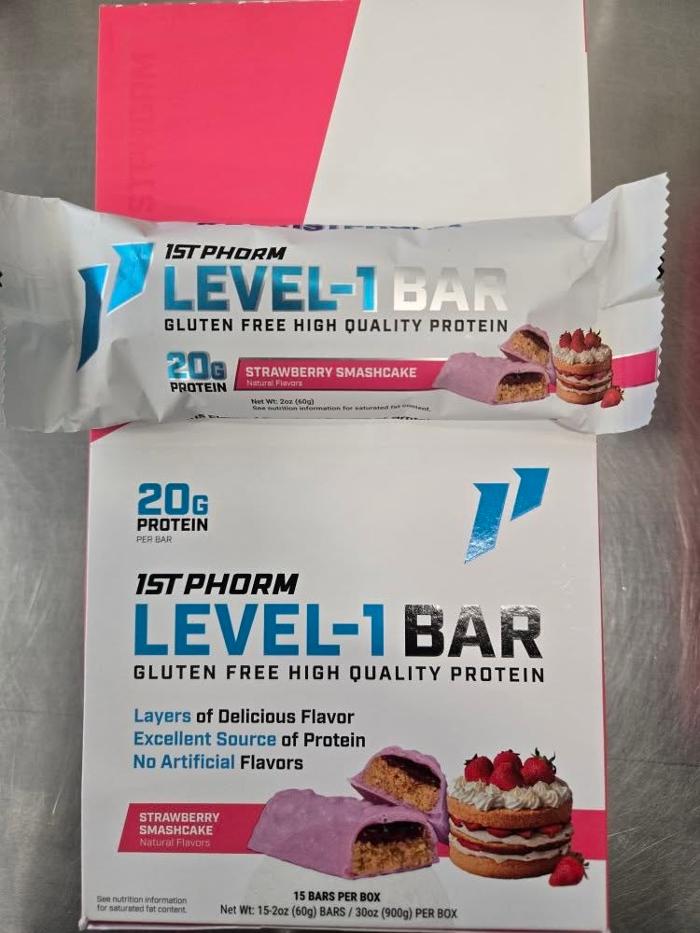 1ST PHORM
LEVEL-1 BAR
GLUTEN FREE HIGH QUALITY PROTEIN
20G
PROTEIN
STRAWBERRY SMASHCAKE
Natural Flavors
Net Wt: 2oz (60g)
See nutrition information for saturated fat content.
20G
PROTEIN
PER BAR
1ST PHORM
LEVEL-1 BAR
GLUTEN FREE HIGH QUALITY PROTEIN
Layers of Delicious Flavor
Excellent Source of Protein
No Artificial Flavors
STRAWBERRY
SMASHCAKE
Natural Flavors
See nutrition information
for saturated fat content.
15 BARS PER BOX
Net Wt: 15-2oz (60g) BARS / 30oz (900g) PER BOX